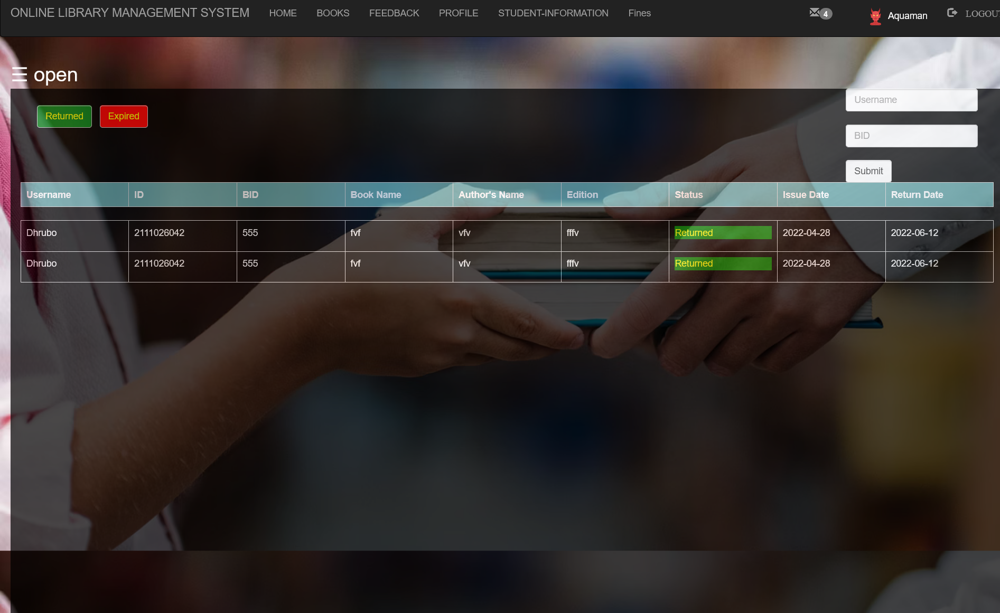 ONLINE LIBRARY MANAGEMENT SYSTEM HOME BOOKS FEEDBACK PROFILE STUDENT-INFORMATION Fines 4 Aquaman LOGOUT
☰ open
Returned Expired
Username
BID
Submit
Username ID BID Book Name Author's Name Edition Status Issue Date Return Date
Dhrubo 2111026042 555 fvf vfv fffv Returned 2022-04-28 2022-06-12
Dhrubo 2111026042 555 fvf vfv fffv Returned 2022-04-28 2022-06-12